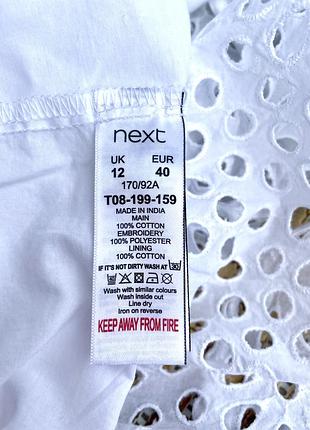 next
UK EUR
12 40
170/92A
T08-199-159
MADE IN INDIA
MAIN
100% COTTON
EMBROIDERY
100% POLYESTER
LINING
100% COTTON
IF IT'S NOT DIRTY WASH AT 30°
Wash with similar colours
Wash inside out
Line dry
Iron on reverse
KEEP AWAY FROM FIRE